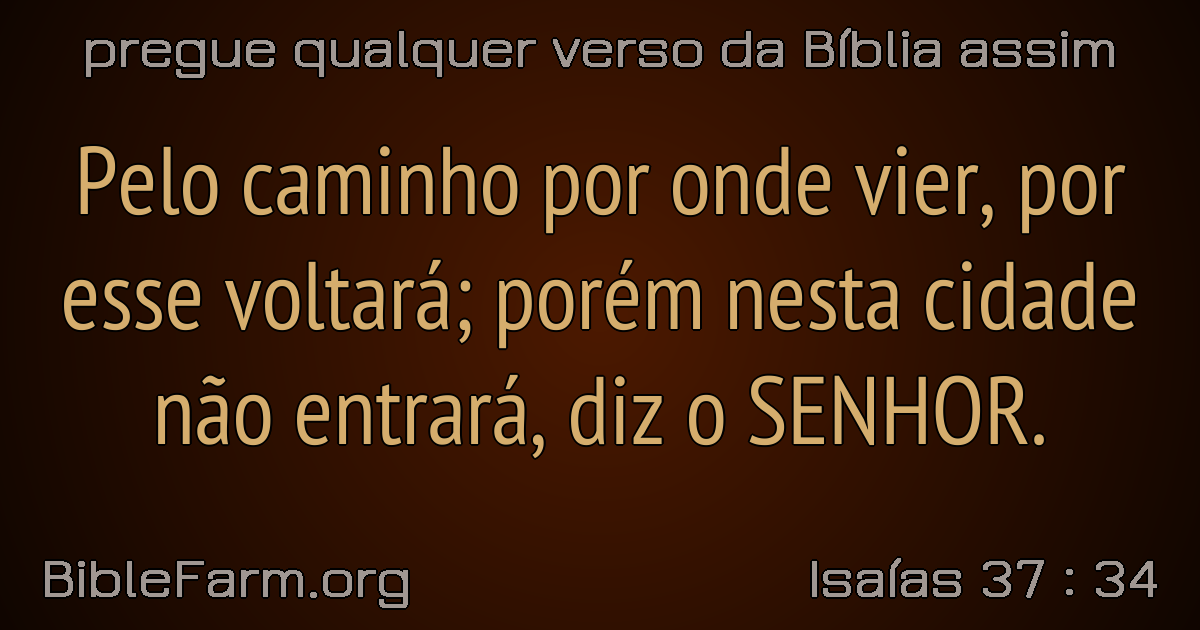 pregue qualquer verso da Bíblia assim
Pelo caminho por onde vier, por
esse voltará; porém nesta cidade
não entrará, diz o SENHOR.
BibleFarm.org
Isaías 37 : 34